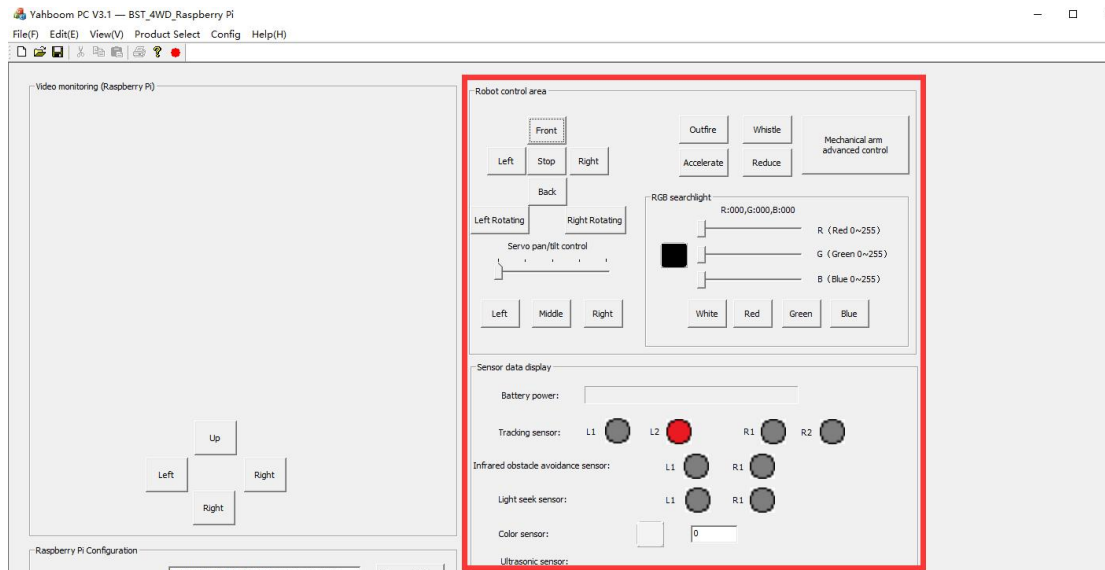 Yahboom PC V3.1 — BST_4WD_Raspberry Pi
File(F) Edit(E) View(V) Product Select Config Help(H)
Video monitoring (Raspberry Pi)
Up
Left Right
Right
Raspberry Pi Configuration
Robot control area
Front
Left Stop Right
Back
Left Rotating Right Rotating
Servo pan/tilt control
Left Middle Right
Outfire Whistle
Accelerate Reduce
Mechanical arm
advanced control
RGB searchlight
R:000,G:000,B:000
R (Red 0~255)
G (Green 0~255)
B (Blue 0~255)
White Red Green Blue
Sensor data display
Battery power:
Tracking sensor: L1 L2 R1 R2
Infrared obstacle avoidance sensor: L1 R1
Light seek sensor: L1 R1
Color sensor: 0
Ultrasonic sensor: